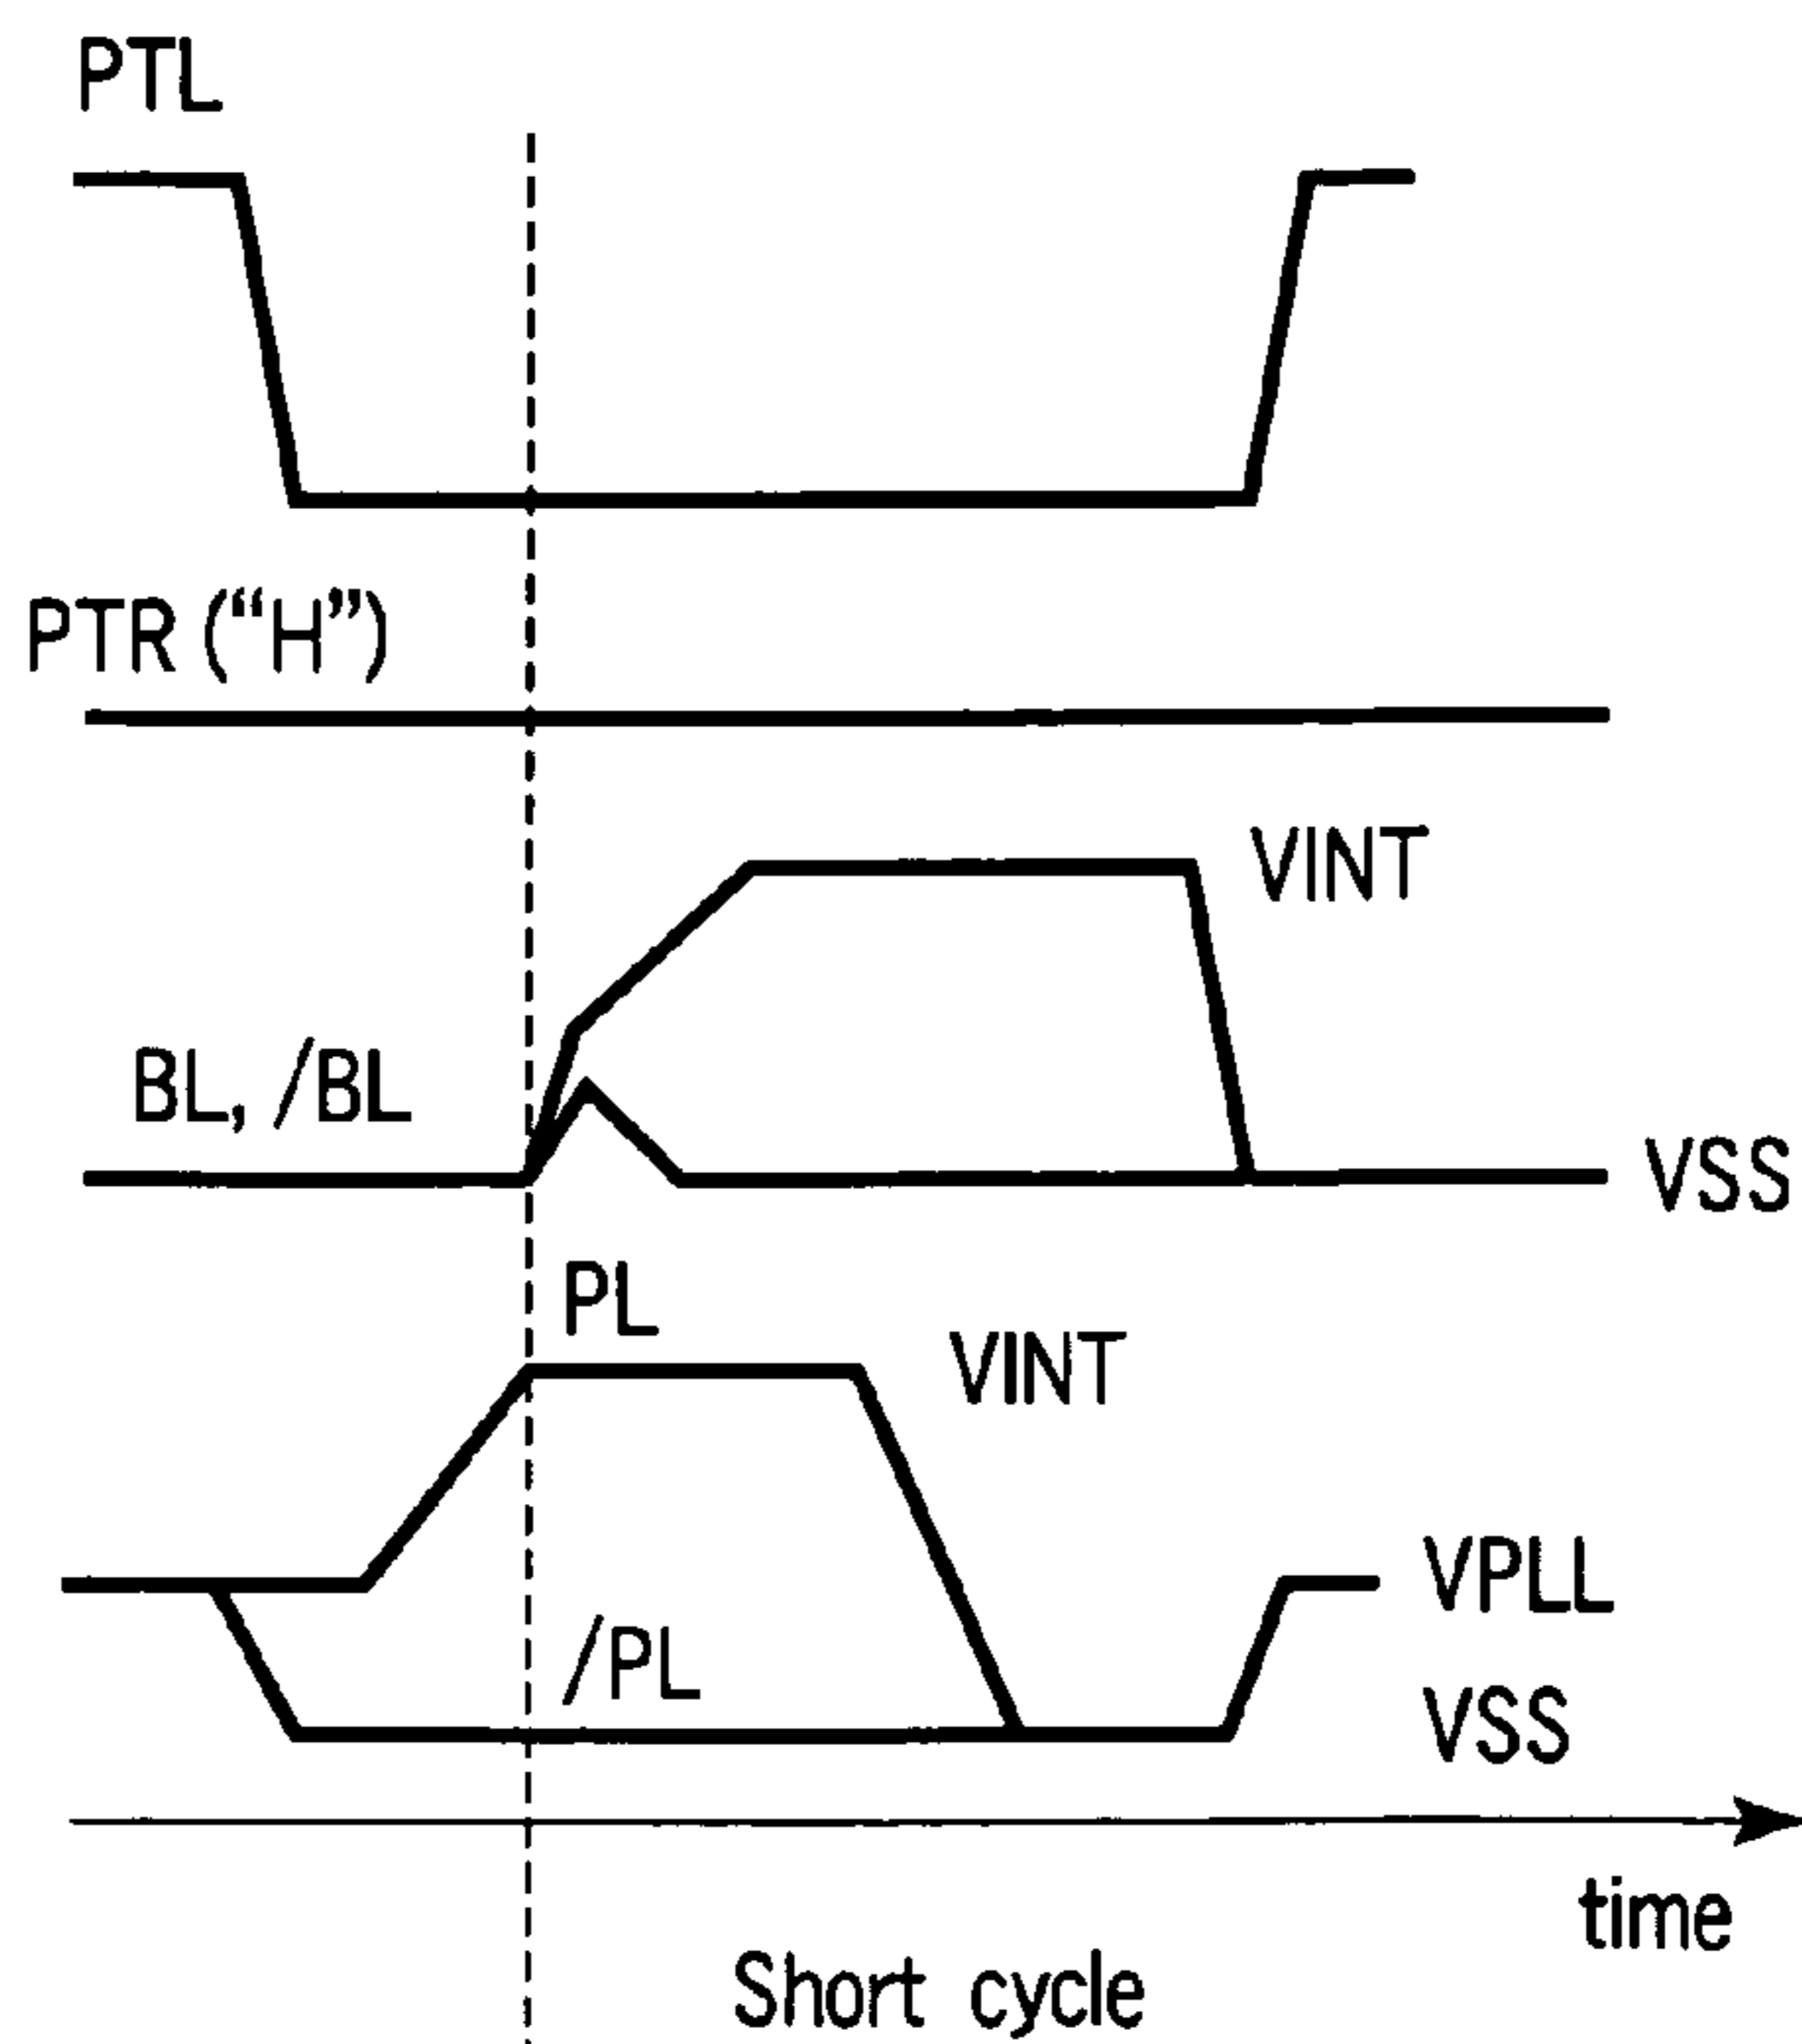 PTL
PTR (“H”)
VINT
BL, /BL
VSS
PL
VINT
VPLL
/PL
VSS
time
Short cycle